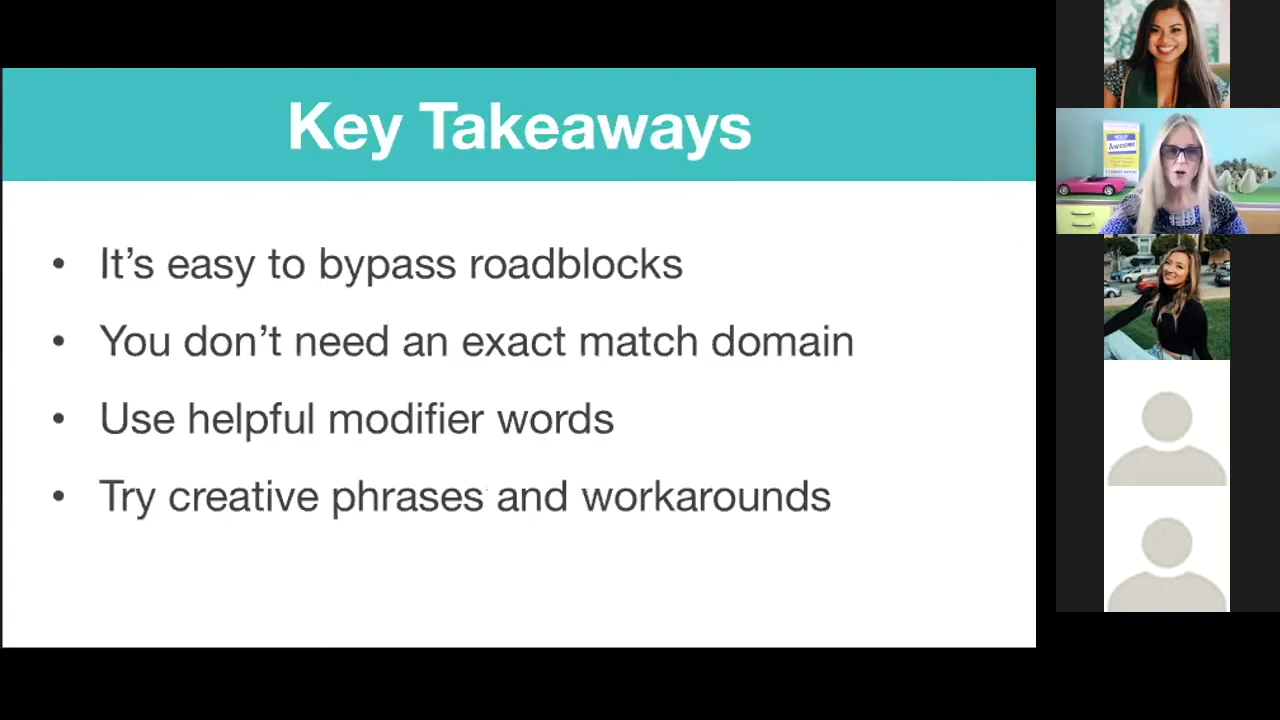 Key Takeaways
• It’s easy to bypass roadblocks
• You don’t need an exact match domain
• Use helpful modifier words
• Try creative phrases and workarounds
Awesome